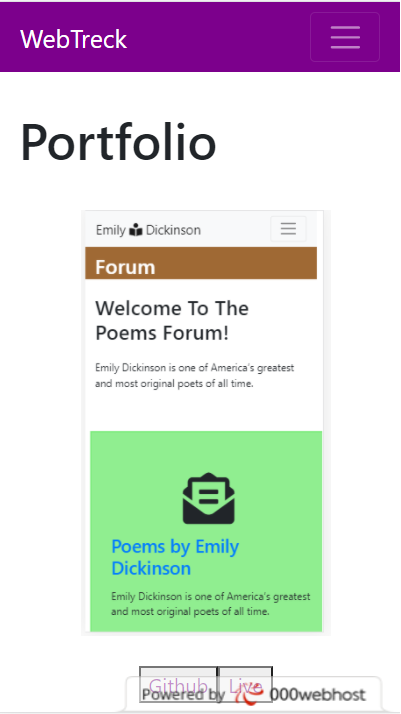 WebTreck
Portfolio
Emily Dickinson
Forum
Welcome To The
Poems Forum!
Emily Dickinson is one of America's greatest
and most original poets of all time.
Poems by Emily
Dickinson
Emily Dickinson is one of America's greatest
and most original poets of all time.
Github Live
Powered by 000webhost